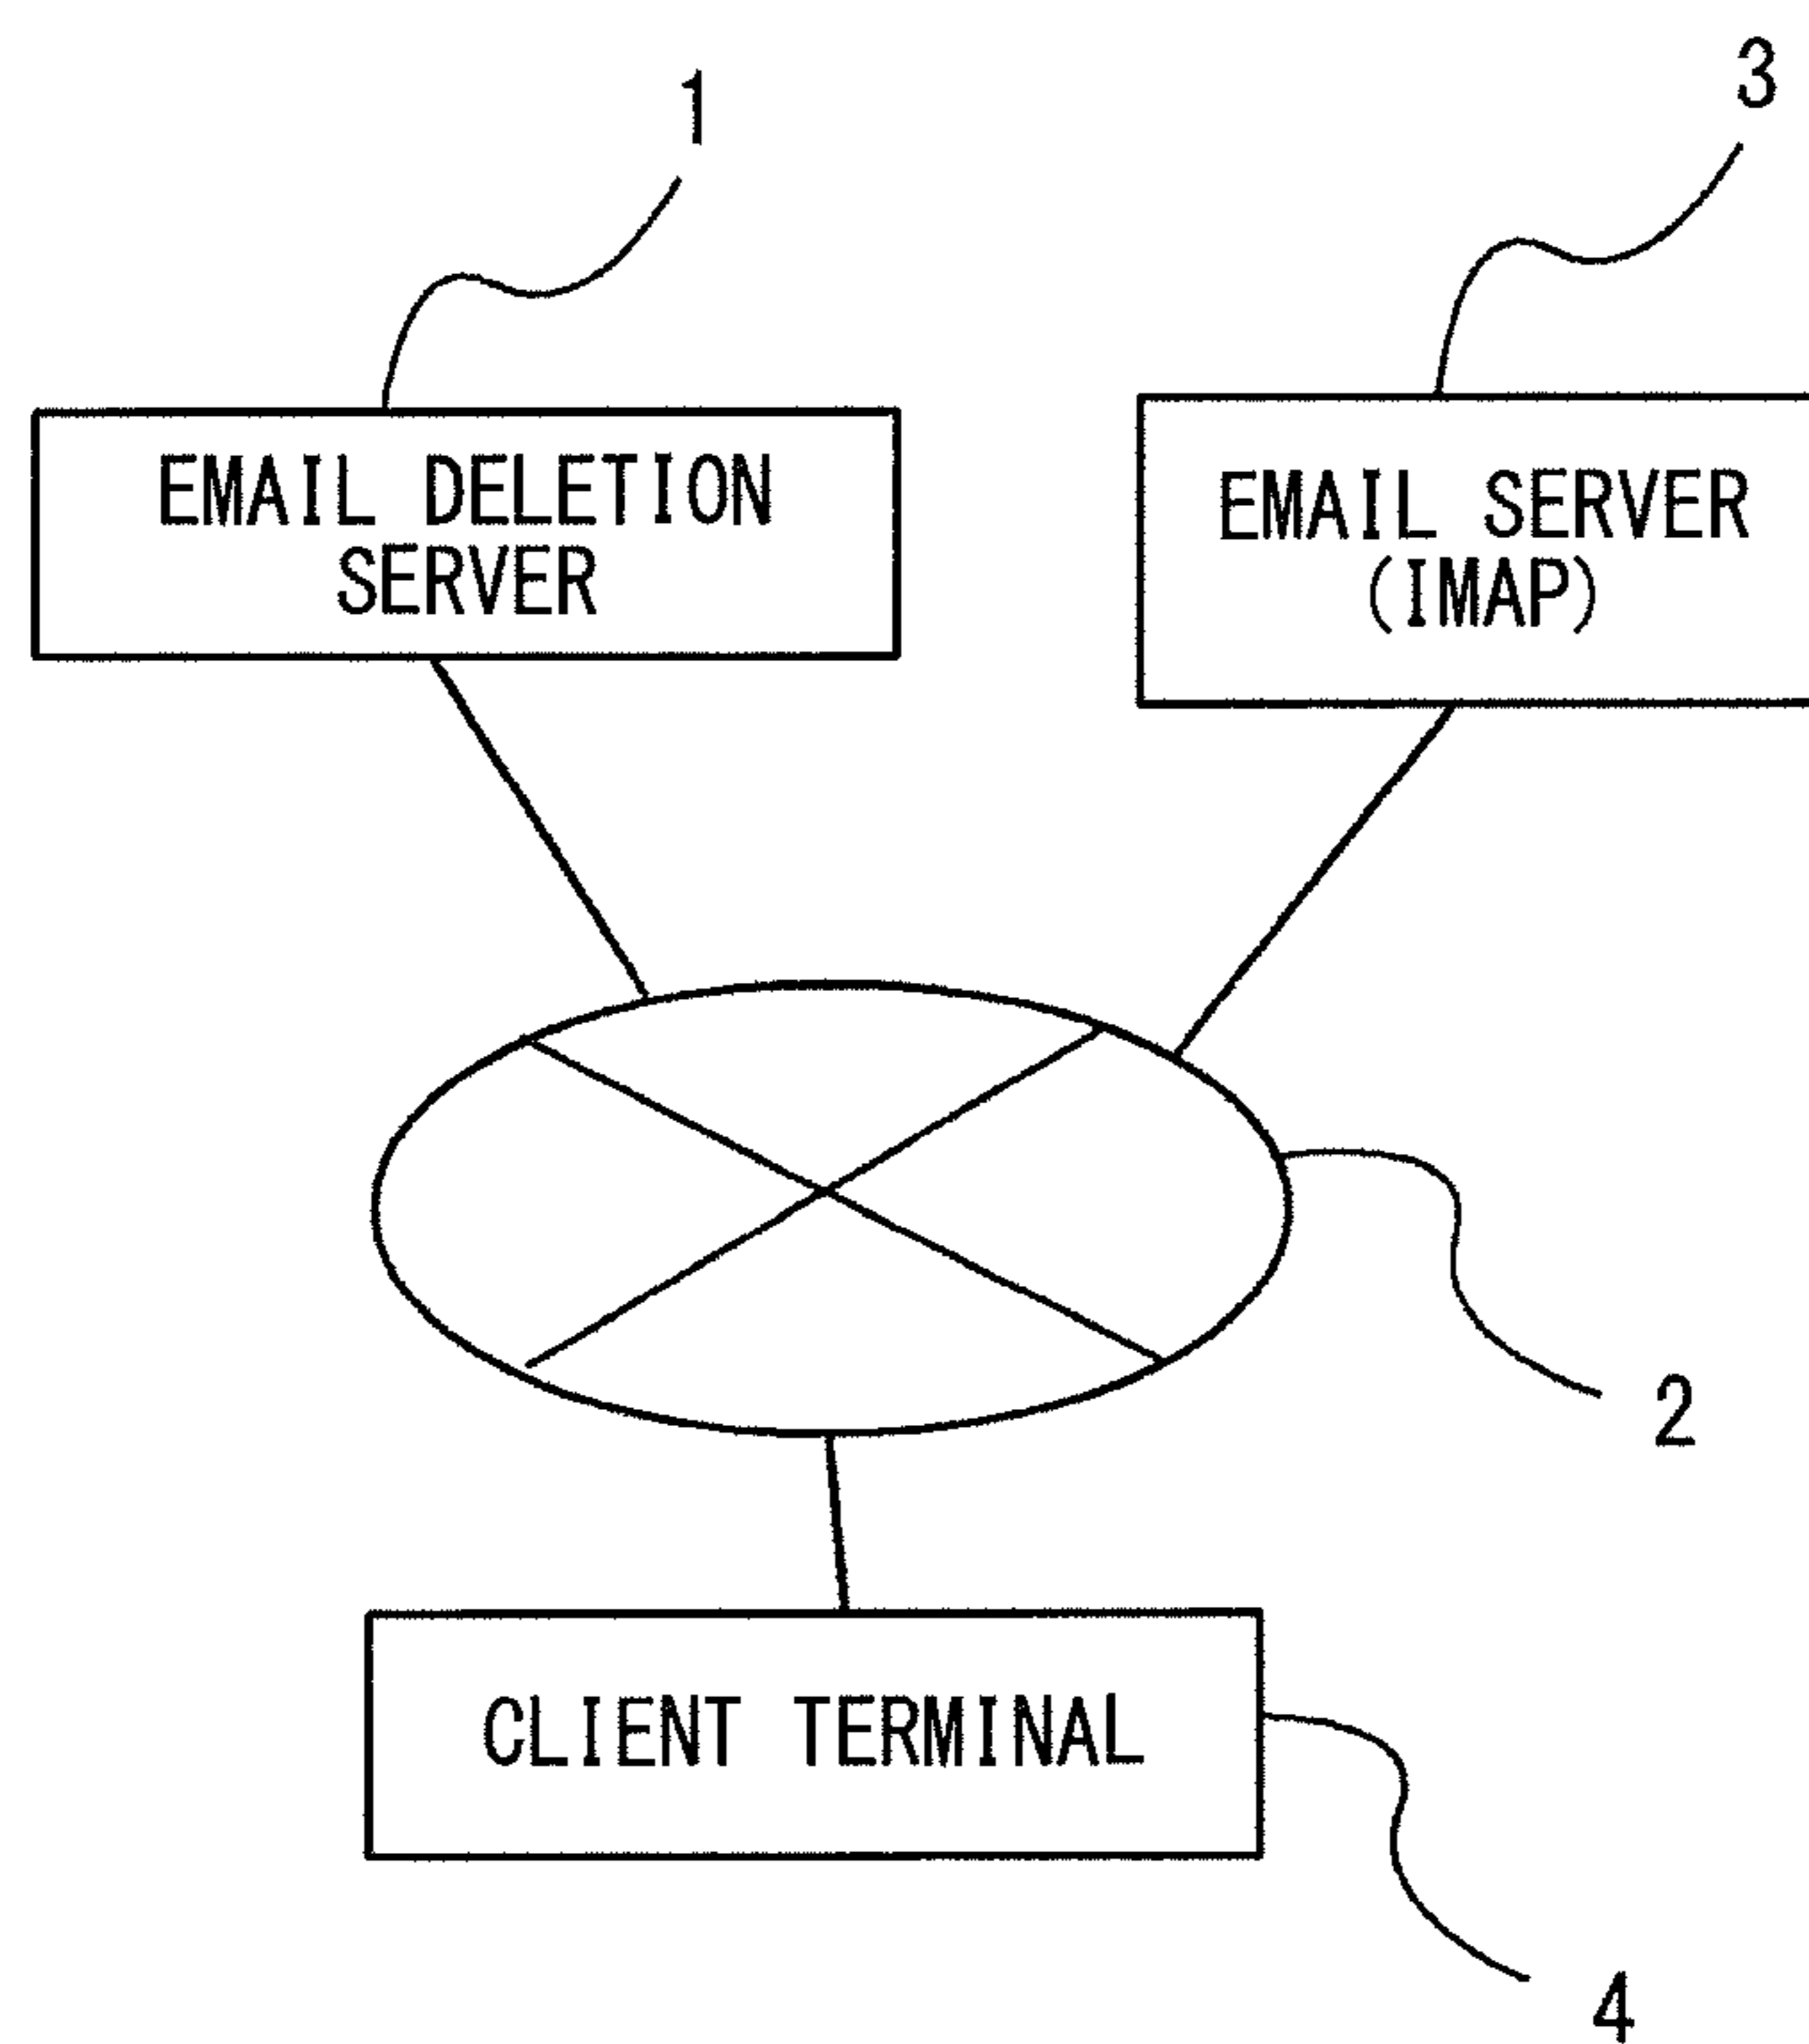 1
3
EMAIL DELETION
SERVER
EMAIL SERVER
(IMAP)
2
CLIENT TERMINAL
4